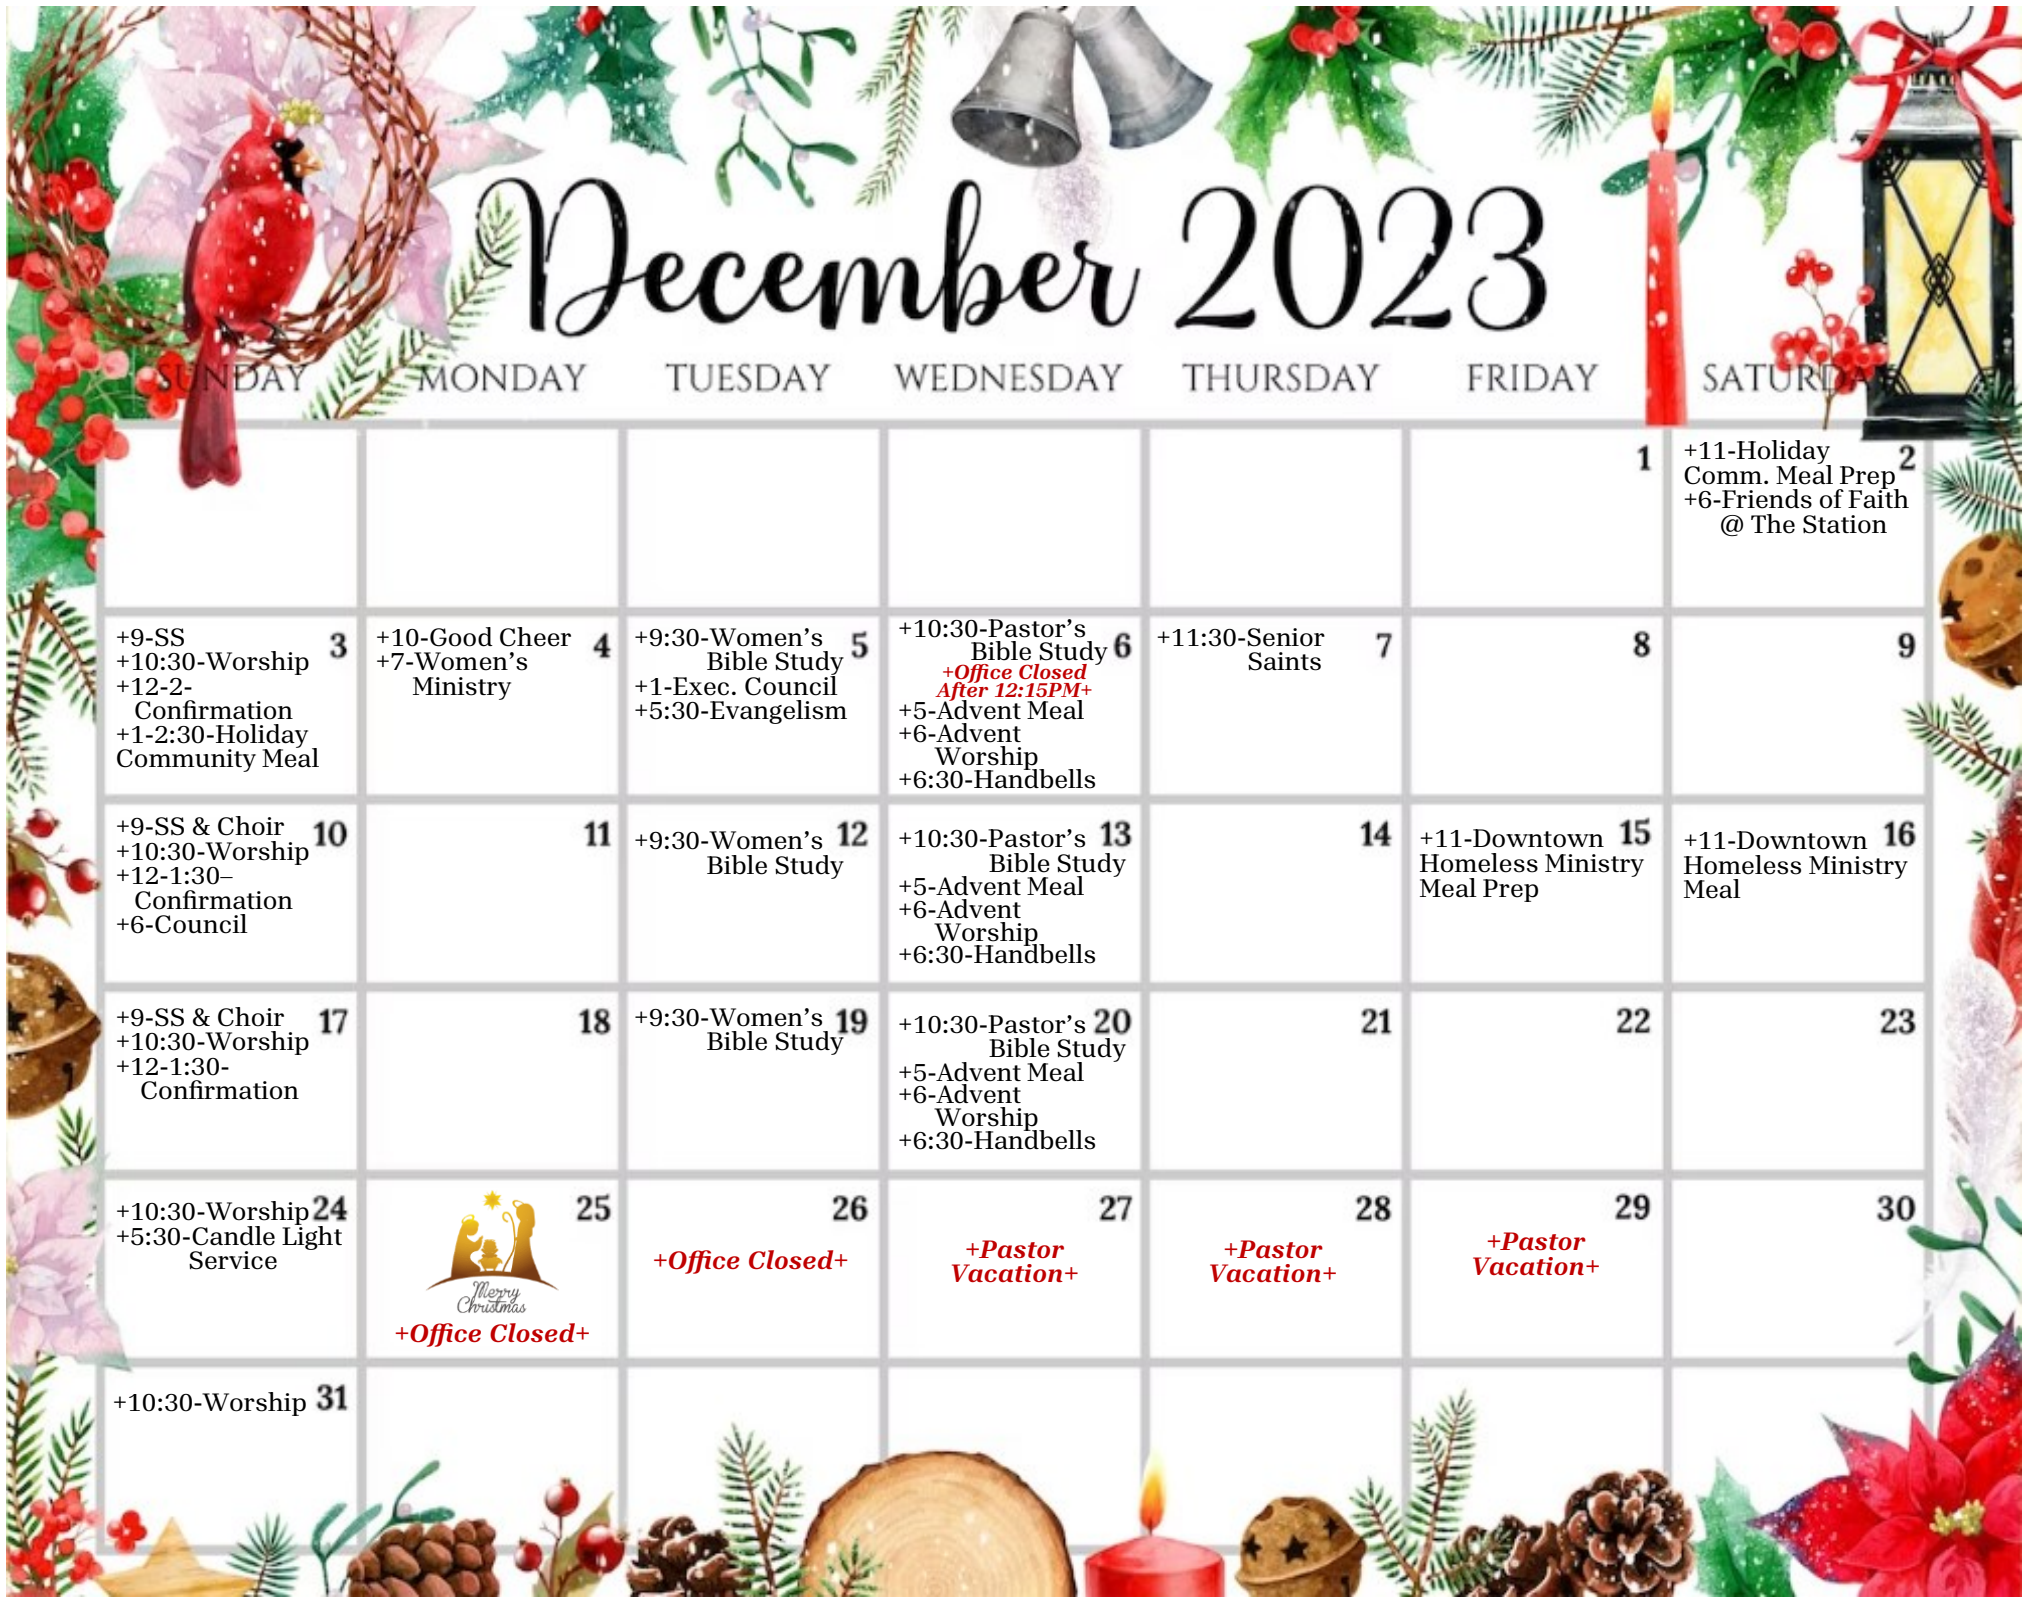 December 2023
SUNDAY MONDAY TUESDAY WEDNESDAY THURSDAY FRIDAY SATURDAY
1
+11-Holiday 2
Comm. Meal Prep
+6-Friends of Faith
@ The Station
+9-SS 3
+10:30-Worship
+12-2-
Confirmation
+1-2:30-Holiday
Community Meal
+10-Good Cheer 4
+7-Women's
Ministry
+9:30-Women's 5
Bible Study
+1-Exec. Council
+5:30-Evangelism
+10:30-Pastor's
Bible Study 6
+Office Closed
After 12:15PM+
+5-Advent Meal
+6-Advent
Worship
+6:30-Handbells
+11:30-Senior 7
Saints
8
9
+9-SS & Choir 10
+10:30-Worship
+12-1:30–
Confirmation
+6-Council
11
+9:30-Women's 12
Bible Study
+10:30-Pastor's 13
Bible Study
+5-Advent Meal
+6-Advent
Worship
+6:30-Handbells
14
+11-Downtown 15
Homeless Ministry
Meal Prep
+11-Downtown 16
Homeless Ministry
Meal
+9-SS & Choir 17
+10:30-Worship
+12-1:30-
Confirmation
18
+9:30-Women's 19
Bible Study
+10:30-Pastor's 20
Bible Study
+5-Advent Meal
+6-Advent
Worship
+6:30-Handbells
21
22
23
+10:30-Worship 24
+5:30-Candle Light
Service
25
Merry
Christmas
+Office Closed+
26
+Office Closed+
27
+Pastor
Vacation+
28
+Pastor
Vacation+
29
+Pastor
Vacation+
30
+10:30-Worship 31